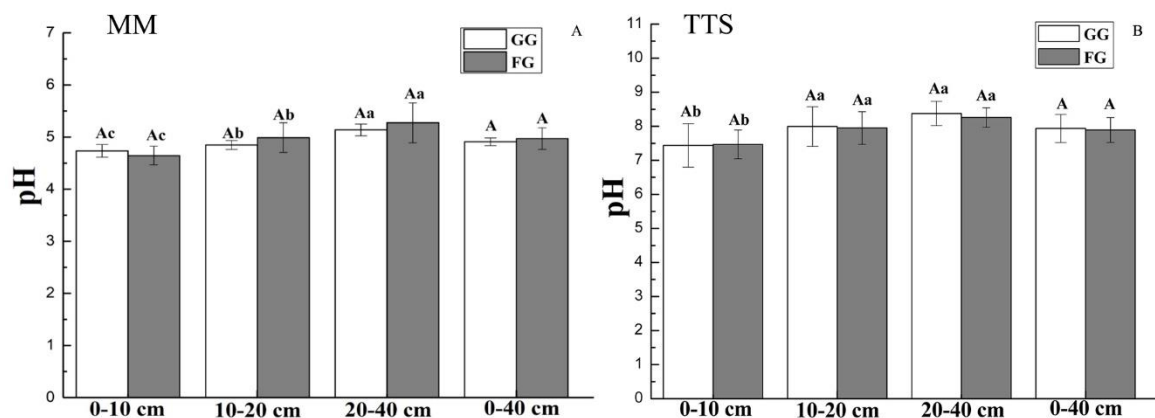 MM
A
GG
FG
pH
7
6
5
4
3
2
1
0
Ac Ac Ab Ab Aa Aa A A
0-10 cm 10-20 cm 20-40 cm 0-40 cm
TTS
B
GG
FG
pH
11
10
9
8
7
6
5
4
3
2
1
0
Ab Ab Aa Aa Aa Aa A A
0-10 cm 10-20 cm 20-40 cm 0-40 cm